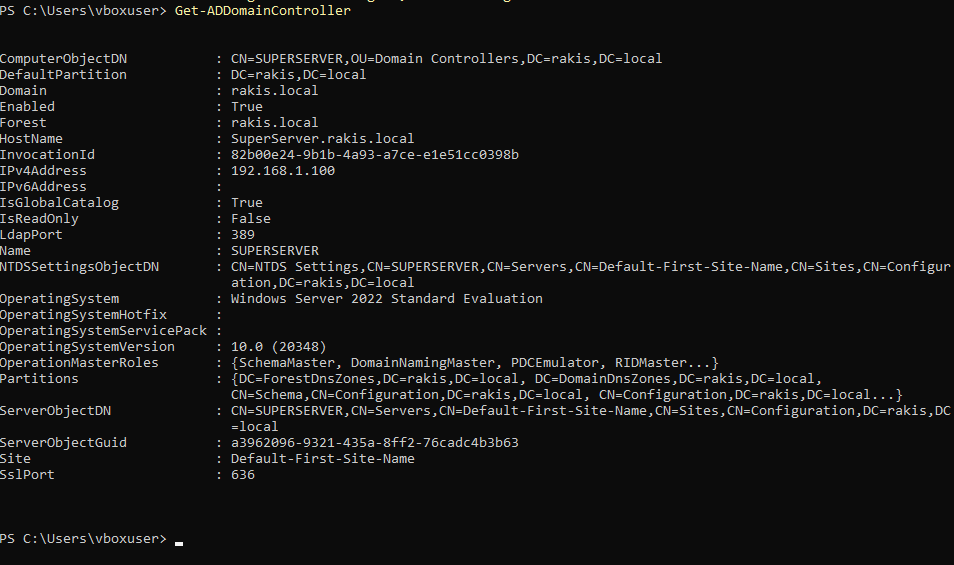 PS C:\Users\vboxuser> Get-ADDomainController
ComputerObjectDN : CN=SUPERSERVER,OU=Domain Controllers,DC=rakis,DC=local
DefaultPartition : DC=rakis,DC=local
Domain : rakis.local
Enabled : True
Forest : rakis.local
HostName : SuperServer.rakis.local
InvocationId : 82b00e24-9b1b-4a93-a7ce-e1e51cc0398b
IPv4Address : 192.168.1.100
IPv6Address :
IsGlobalCatalog : True
IsReadOnly : False
LdapPort : 389
Name : SUPERSERVER
NTDSSettingsObjectDN : CN=NTDS Settings,CN=SUPERSERVER,CN=Servers,CN=Default-First-Site-Name,CN=Sites,CN=Configur
ation,DC=rakis,DC=local
OperatingSystem : Windows Server 2022 Standard Evaluation
OperatingSystemHotfix :
OperatingSystemServicePack :
OperatingSystemVersion : 10.0 (20348)
OperationMasterRoles : {SchemaMaster, DomainNamingMaster, PDCEmulator, RIDMaster...}
Partitions : {DC=ForestDnsZones,DC=rakis,DC=local, DC=DomainDnsZones,DC=rakis,DC=local,
CN=Schema,CN=Configuration,DC=rakis,DC=local, CN=Configuration,DC=rakis,DC=local...}
ServerObjectDN : CN=SUPERSERVER,CN=Servers,CN=Default-First-Site-Name,CN=Sites,CN=Configuration,DC=rakis,DC
=local
ServerObjectGuid : a3962096-9321-435a-8ff2-76cadc4b3b63
Site : Default-First-Site-Name
SslPort : 636
PS C:\Users\vboxuser>